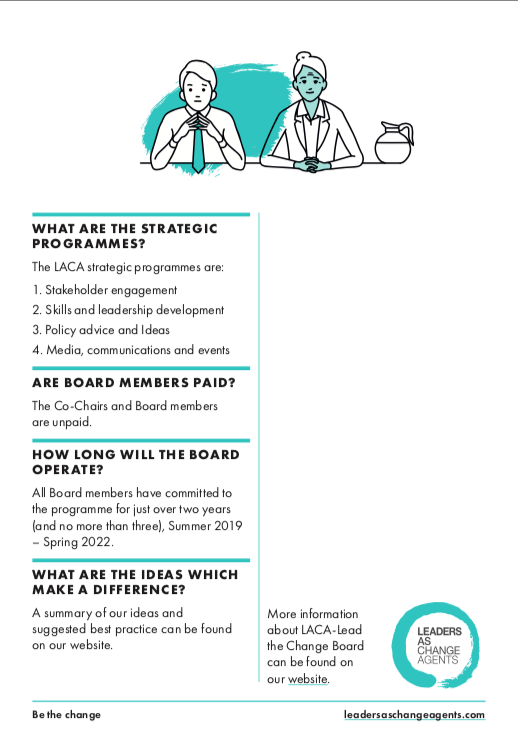 WHAT ARE THE STRATEGIC
PROGRAMMES?
The LACA strategic programmes are:
1. Stakeholder engagement
2. Skills and leadership development
3. Policy advice and Ideas
4. Media, communications and events
ARE BOARD MEMBERS PAID?
The Co-Chairs and Board members
are unpaid.
HOW LONG WILL THE BOARD
OPERATE?
All Board members have committed to
the programme for just over two years
(and no more than three), Summer 2019
– Spring 2022.
WHAT ARE THE IDEAS WHICH
MAKE A DIFFERENCE?
A summary of our ideas and
suggested best practice can be found
on our website.
More information
about LACA-Lead
the Change Board
can be found on
our website.
LEADERS
AS
CHANGE
AGENTS
Be the change
leadersaschangeagents.com